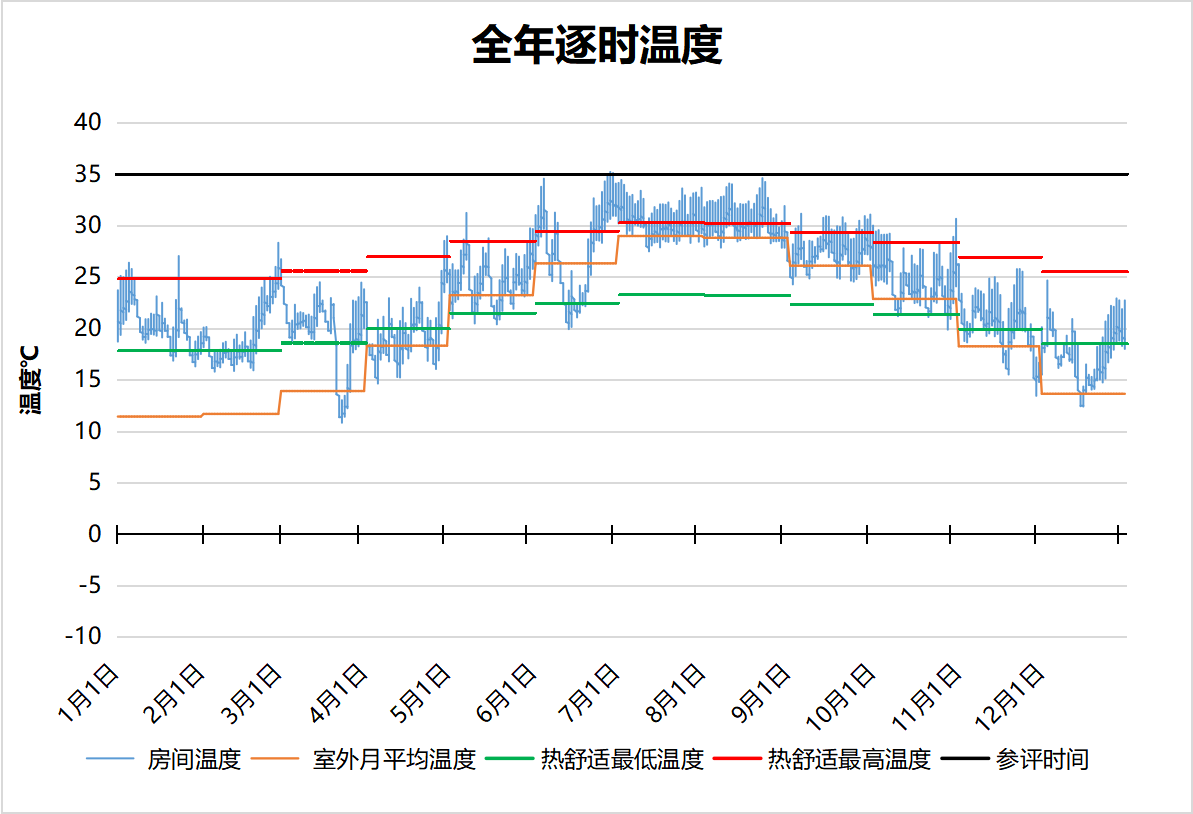 全年逐时温度
40
35
30
25
20
15
10
5
0
-5
-10
温度℃
1月1日
2月1日
3月1日
4月1日
5月1日
6月1日
7月1日
8月1日
9月1日
10月1日
11月1日
12月1日
房间温度 室外月平均温度 热舒适最低温度 热舒适最高温度 参评时间